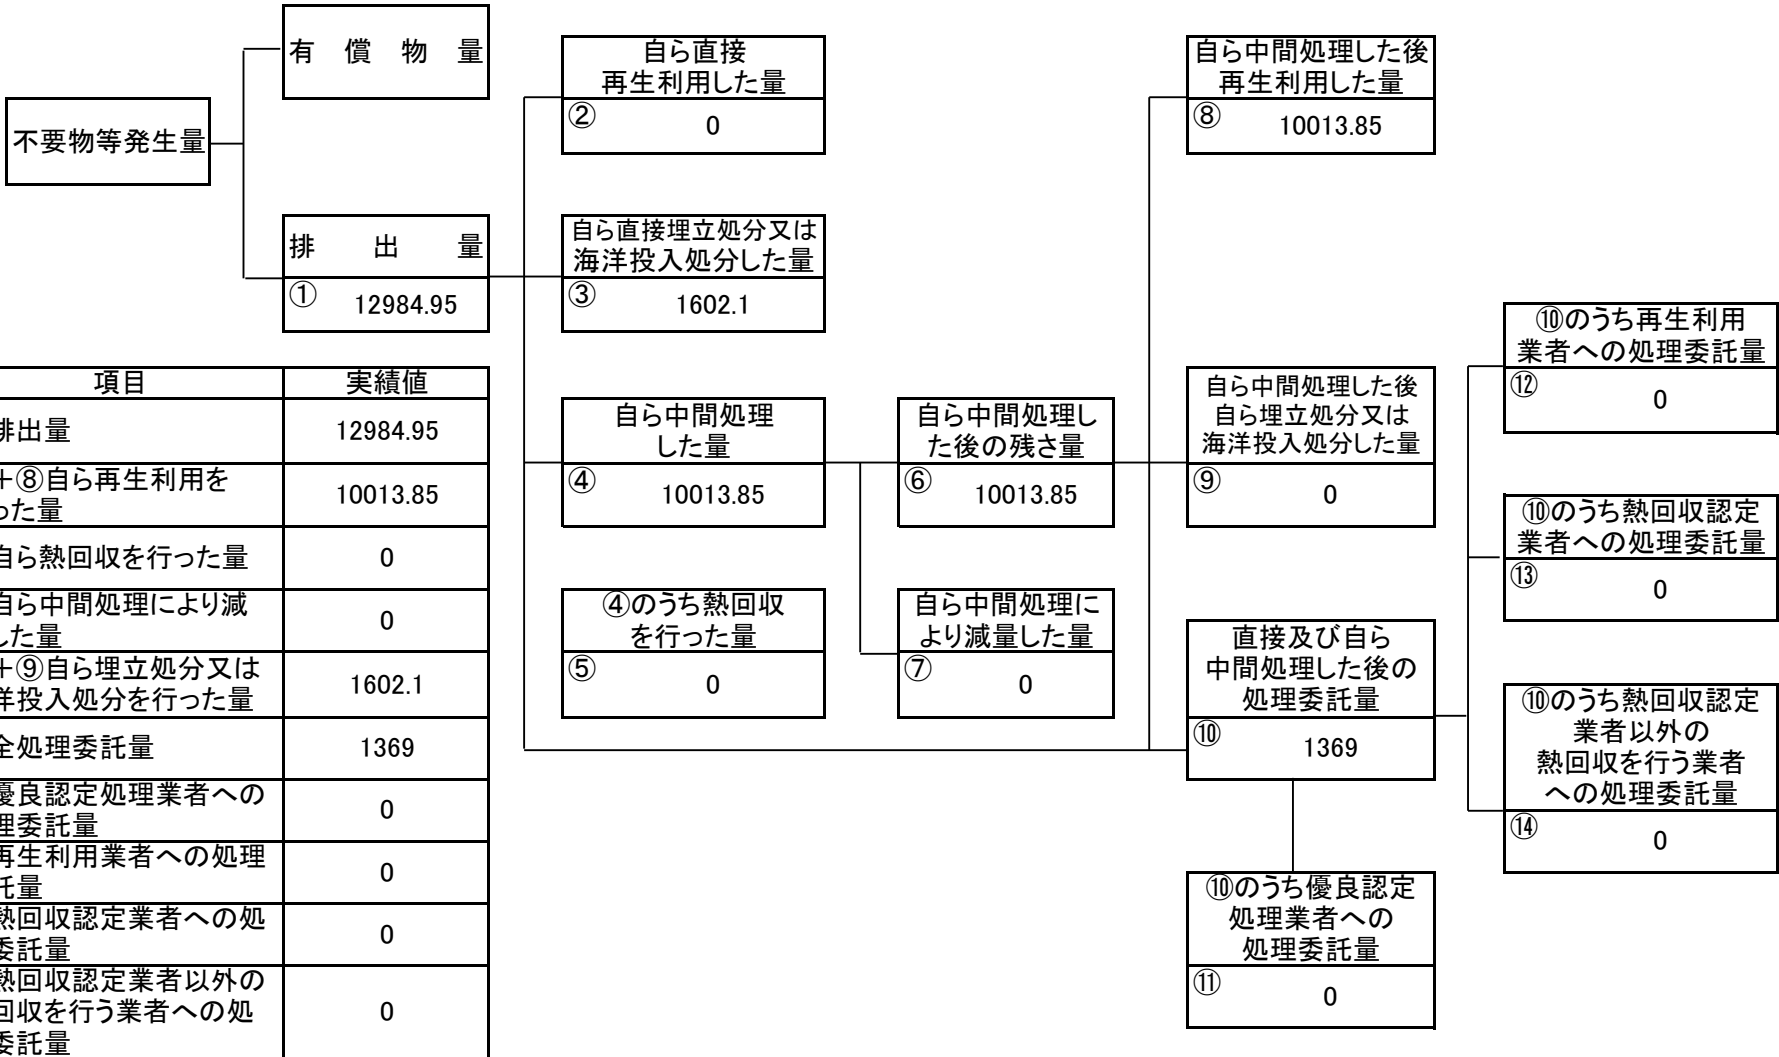 有償物量
不要物等発生量
排出量
① 12984.95
自ら直接
再生利用した量
② 0
自ら直接埋立処分又は
海洋投入処分した量
③ 1602.1
自ら中間処理
した量
④ 10013.85
④のうち熱回収
を行った量
⑤ 0
自ら中間処理し
た後の残さ量
⑥ 10013.85
自ら中間処理に
より減量した量
⑦ 0
自ら中間処理した後
再生利用した量
⑧ 10013.85
自ら中間処理した後
自ら埋立処分又は
海洋投入処分した量
⑨ 0
直接及び自ら
中間処理した後の
処理委託量
⑩ 1369
⑩のうち優良認定
処理業者への
処理委託量
⑪ 0
⑩のうち再生利用
業者への処理委託量
⑫ 0
⑩のうち熱回収認定
業者への処理委託量
⑬ 0
⑩のうち熱回収認定
業者以外の
熱回収を行う業者
への処理委託量
⑭ 0
項目 実績値
排出量 12984.95
＋⑧自ら再生利用を
った量 10013.85
自ら熱回収を行った量 0
自ら中間処理により減
した量 0
＋⑨自ら埋立処分又は
洋投入処分を行った量 1602.1
全処理委託量 1369
優良認定処理業者への
理委託量 0
再生利用業者への処理
託量 0
熱回収認定業者への処
委託量 0
熱回収認定業者以外の
回収を行う業者への処
委託量 0